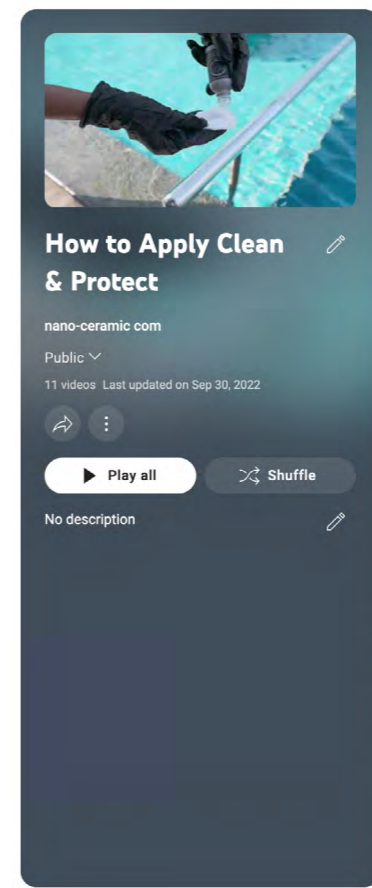 How to Apply Clean
& Protect
nano-ceramic com
Public
11 videos Last updated on Sep 30, 2022
Play all
Shuffle
No description